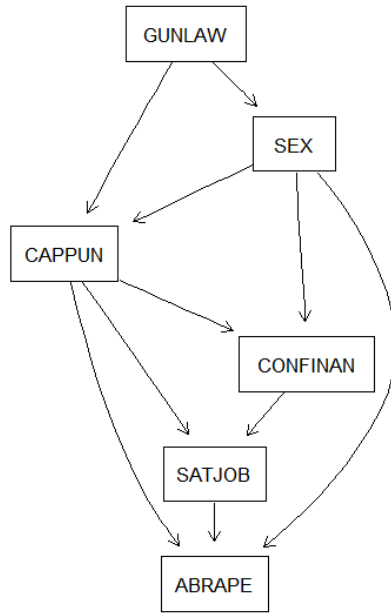 GUNLAW
SEX
CAPPUN
CONFINAN
SATJOB
ABRAPE